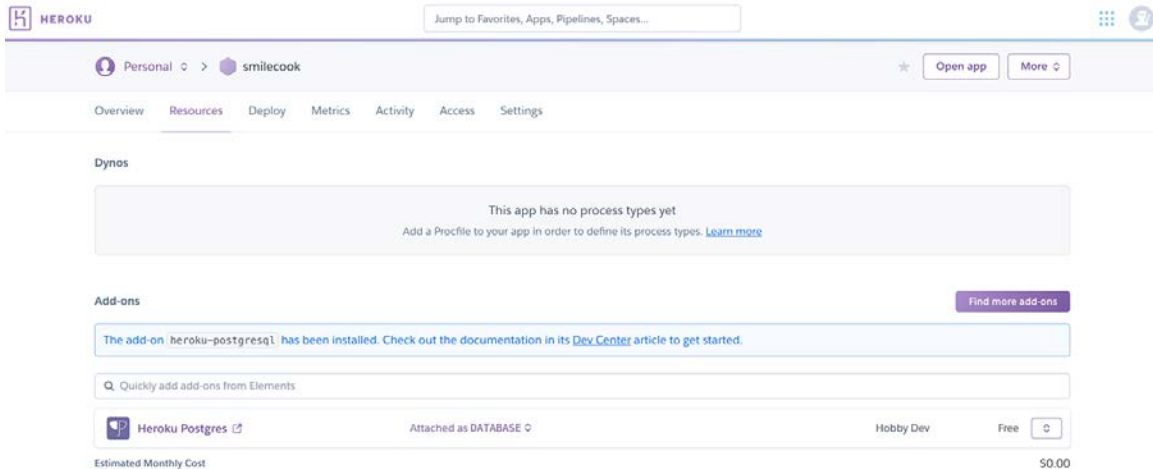 HEROKU
Jump to Favorites, Apps, Pipelines, Spaces...
Personal > smilecook
Open app
More
Overview Resources Deploy Metrics Activity Access Settings
Dynos
This app has no process types yet
Add a Procfile to your app in order to define its process types. Learn more
Add-ons
Find more add-ons
The add-on heroku-postgresql has been installed. Check out the documentation in its Dev Center article to get started.
Quickly add add-ons from Elements
Heroku Postgres Attached as DATABASE Hobby Dev Free
Estimated Monthly Cost $0.00